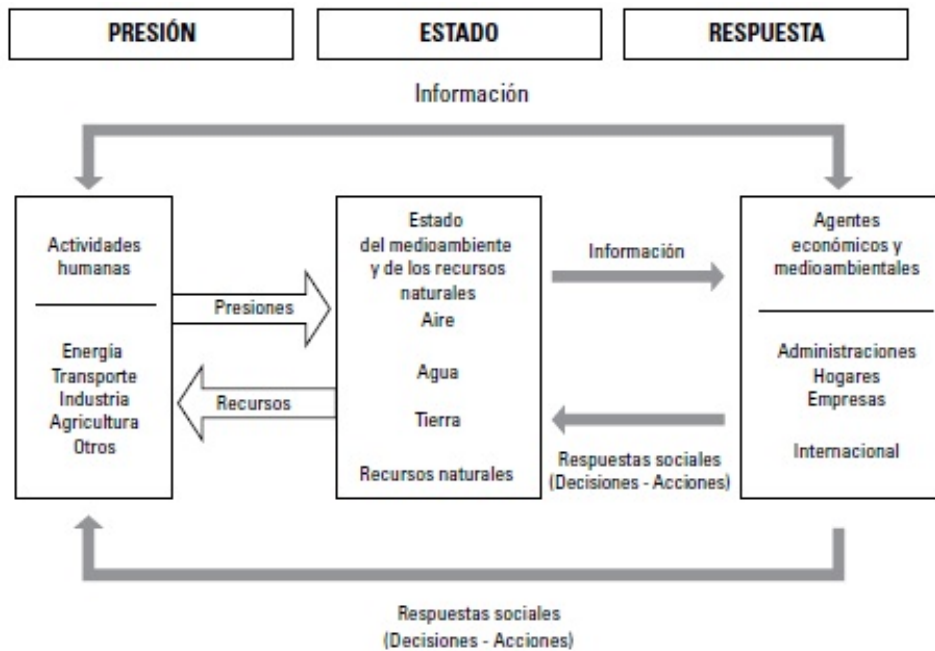 PRESIÓN
ESTADO
RESPUESTA
Información
Actividades
humanas
Energía
Transporte
Industria
Agricultura
Otros
Presiones
Recursos
Estado
del medioambiente
y de los recursos
naturales
Aire
Agua
Tierra
Recursos naturales
Información
Respuestas sociales
(Decisiones - Acciones)
Agentes
económicos y
medioambientales
Administraciones
Hogares
Empresas
Internacional
Respuestas sociales
(Decisiones - Acciones)